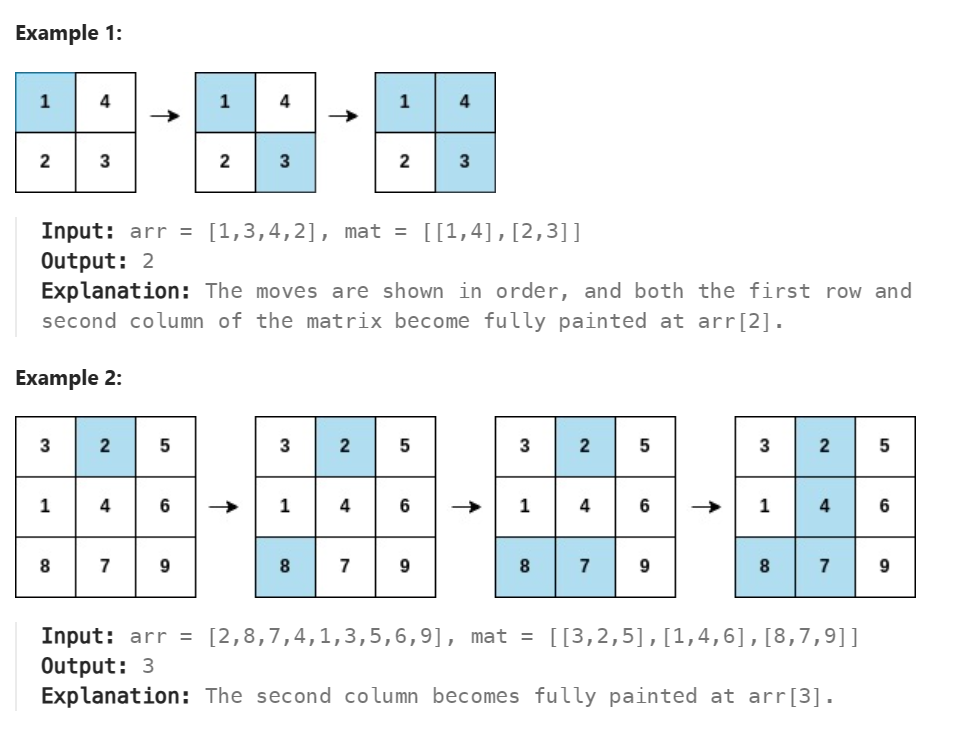 Example 1:
1 4 1 4 1 4
2 3 2 3 2 3
Input: arr = [1,3,4,2], mat = [[1,4],[2,3]]
Output: 2
Explanation: The moves are shown in order, and both the first row and
second column of the matrix become fully painted at arr[2].
Example 2:
3 2 5 3 2 5 3 2 5 3 2 5
1 4 6 1 4 6 1 4 6 1 4 6
8 7 9 8 7 9 8 7 9 8 7 9
Input: arr = [2,8,7,4,1,3,5,6,9], mat = [[3,2,5],[1,4,6],[8,7,9]]
Output: 3
Explanation: The second column becomes fully painted at arr[3].